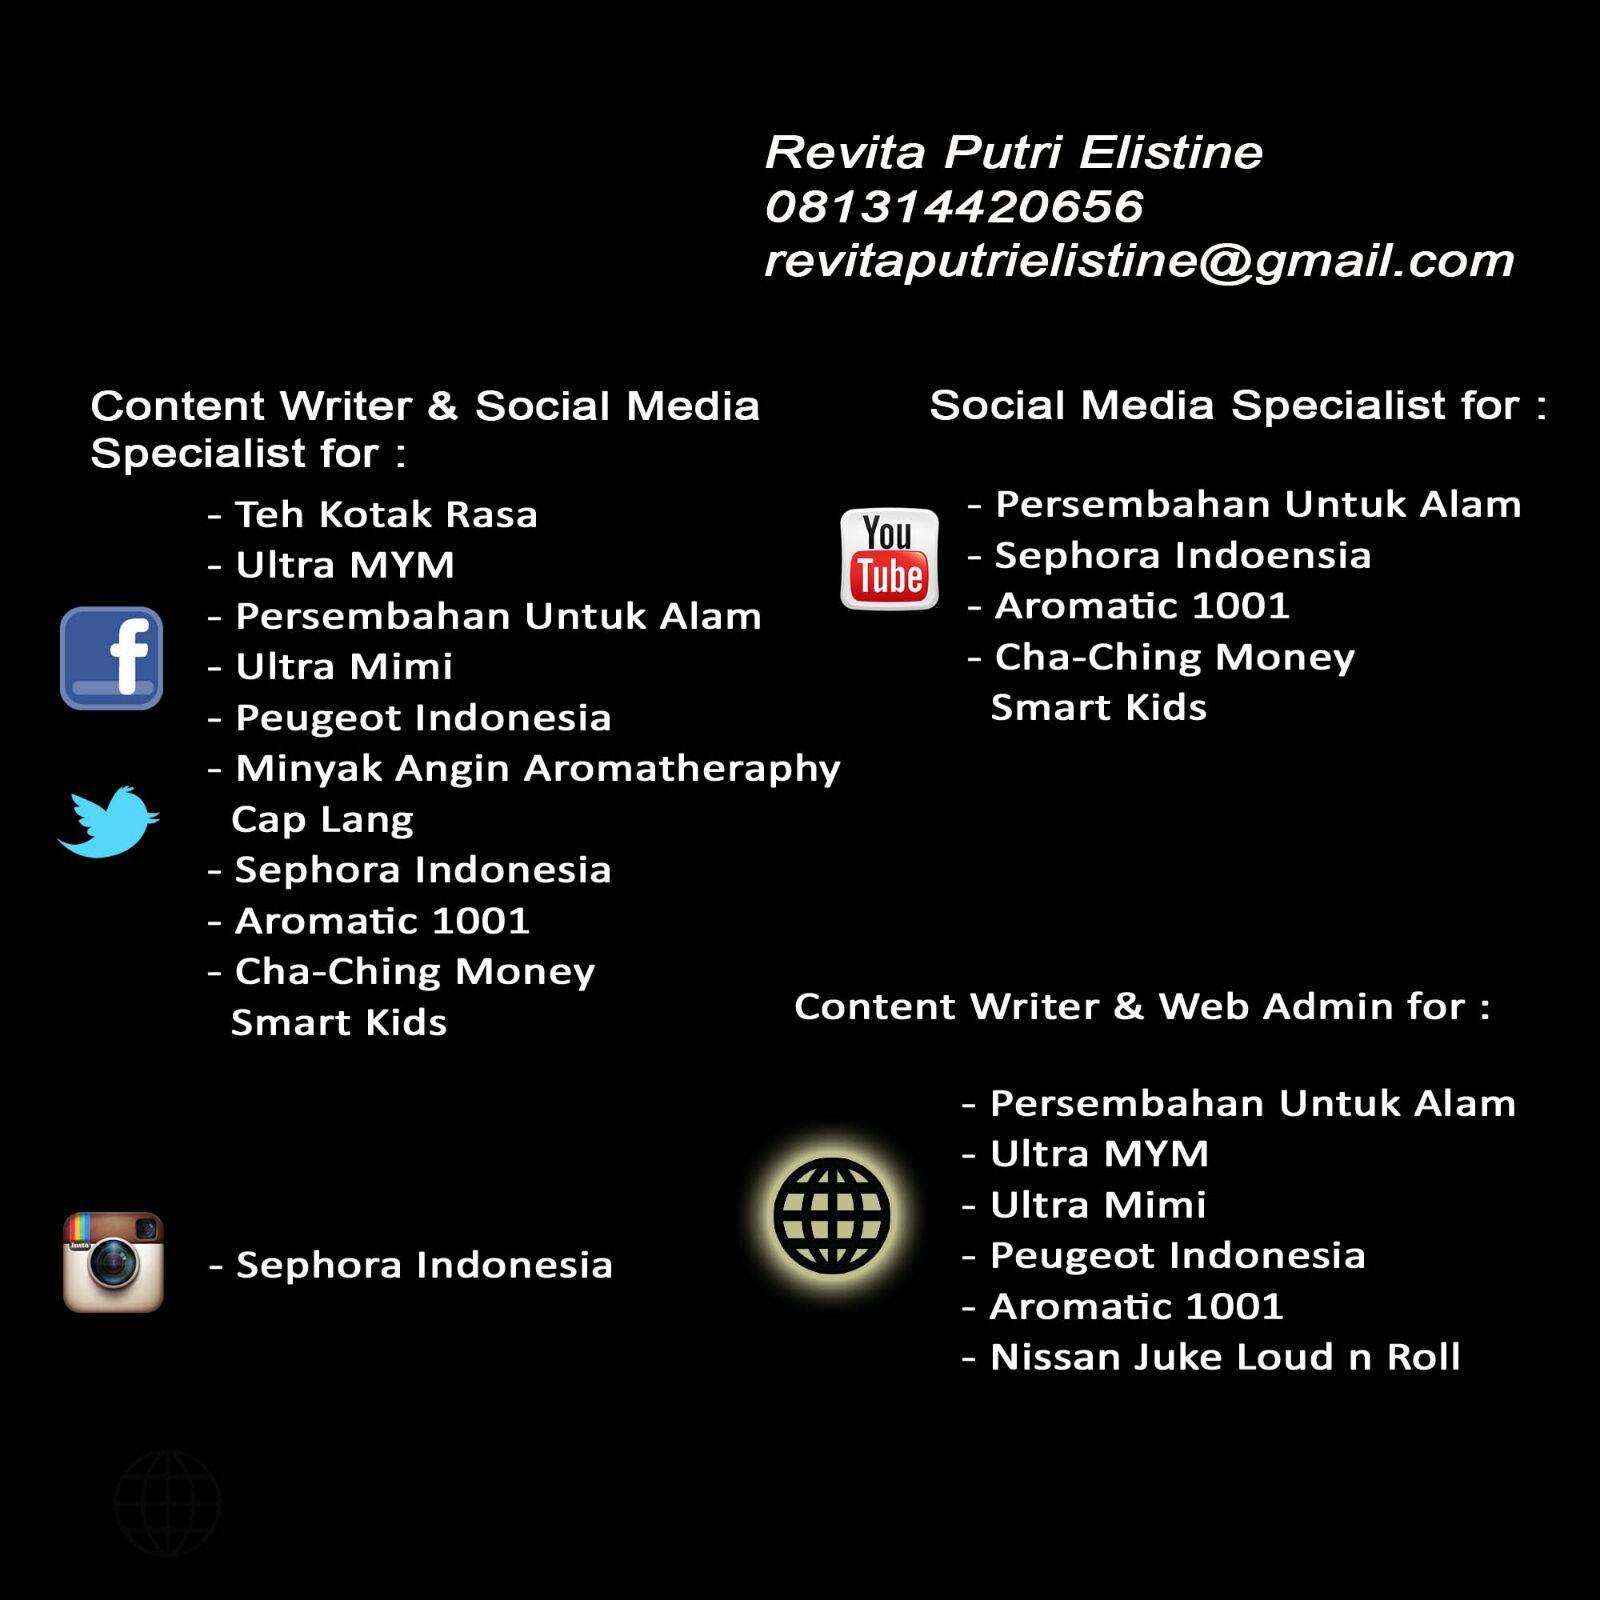 Revita Putri Elistine
081314420656
revitaputrielistine@gmail.com
Content Writer & Social Media
Specialist for :
- Teh Kotak Rasa
- Ultra MYM
- Persembahan Untuk Alam
- Ultra Mimi
- Peugeot Indonesia
- Minyak Angin Aromatheraphy
Cap Lang
- Sephora Indonesia
- Aromatic 1001
- Cha-Ching Money
Smart Kids
f
Insta
- Sephora Indonesia
Social Media Specialist for :
You
Tube
- Persembahan Untuk Alam
- Sephora Indoensia
- Aromatic 1001
- Cha-Ching Money
Smart Kids
Content Writer & Web Admin for :
- Persembahan Untuk Alam
- Ultra MYM
- Ultra Mimi
- Peugeot Indonesia
- Aromatic 1001
- Nissan Juke Loud n Roll